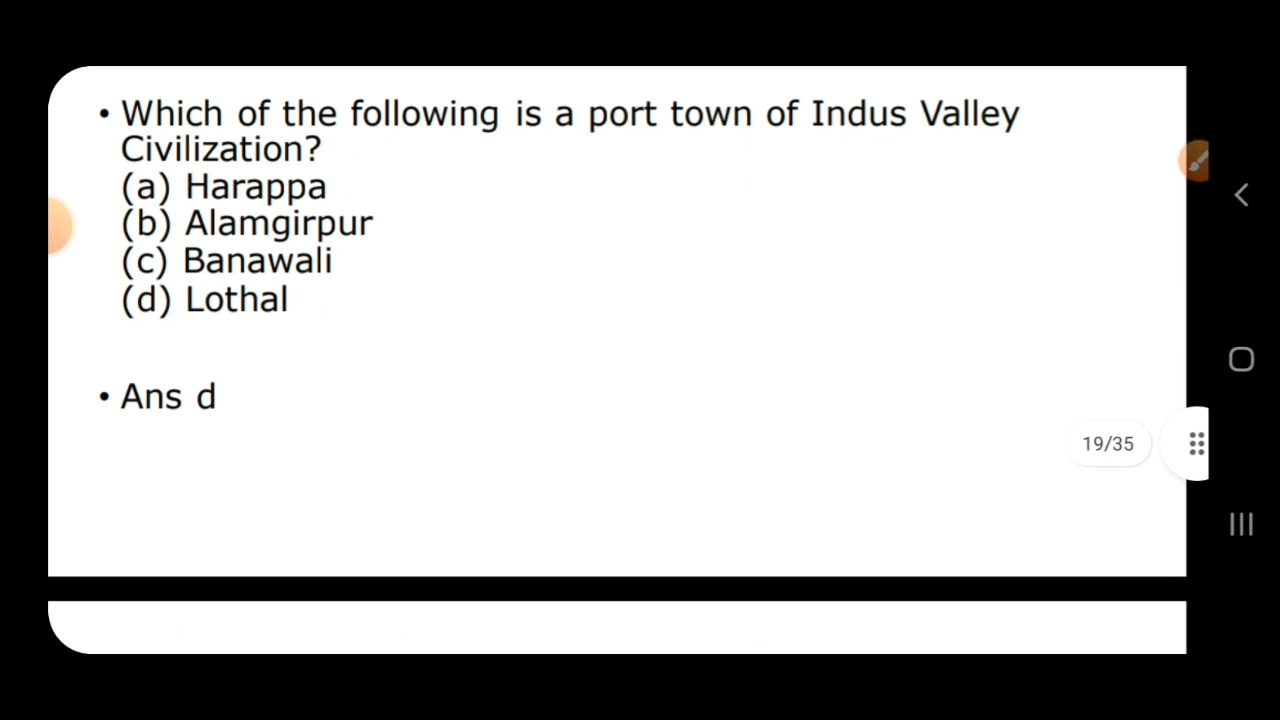 • Which of the following is a port town of Indus Valley
Civilization?
(a) Harappa
(b) Alamgirpur
(c) Banawali
(d) Lothal
• Ans d
19/35